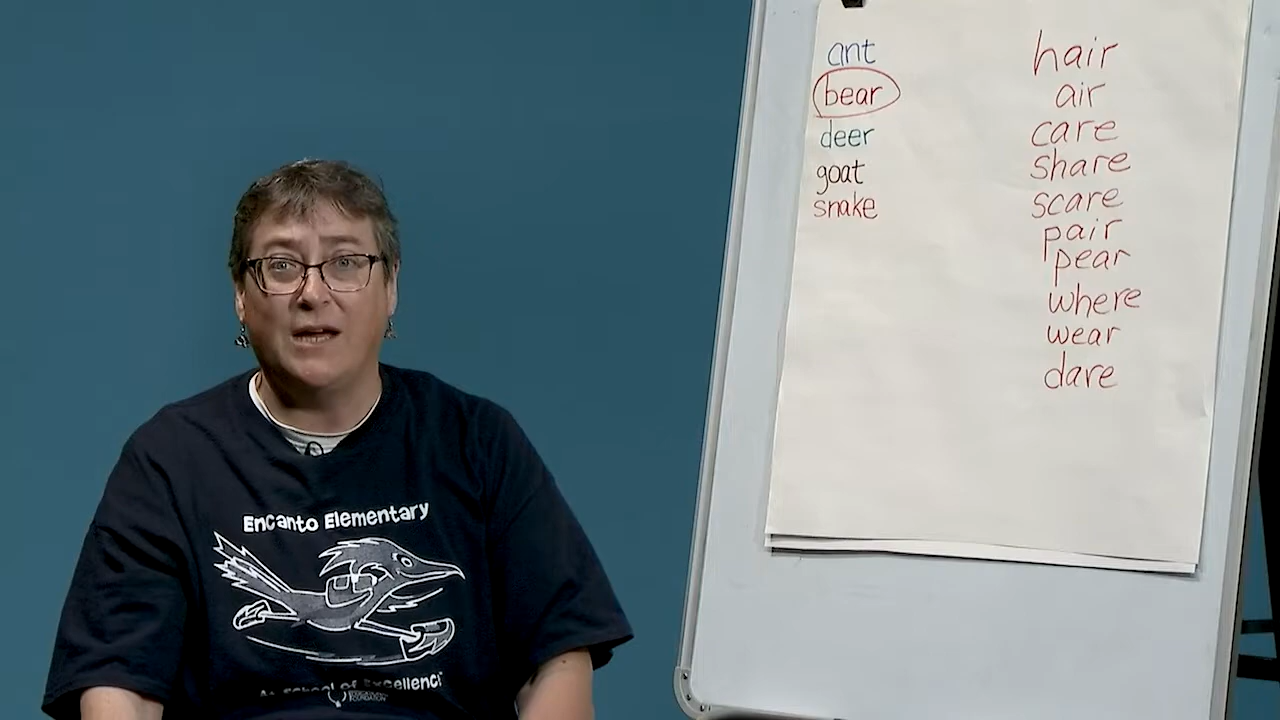 ant
bear
deer
goat
snake
hair
air
care
share
scare
pair
pear
where
wear
dare
Encanto Elementary
School of Excellence
FOUNDATION